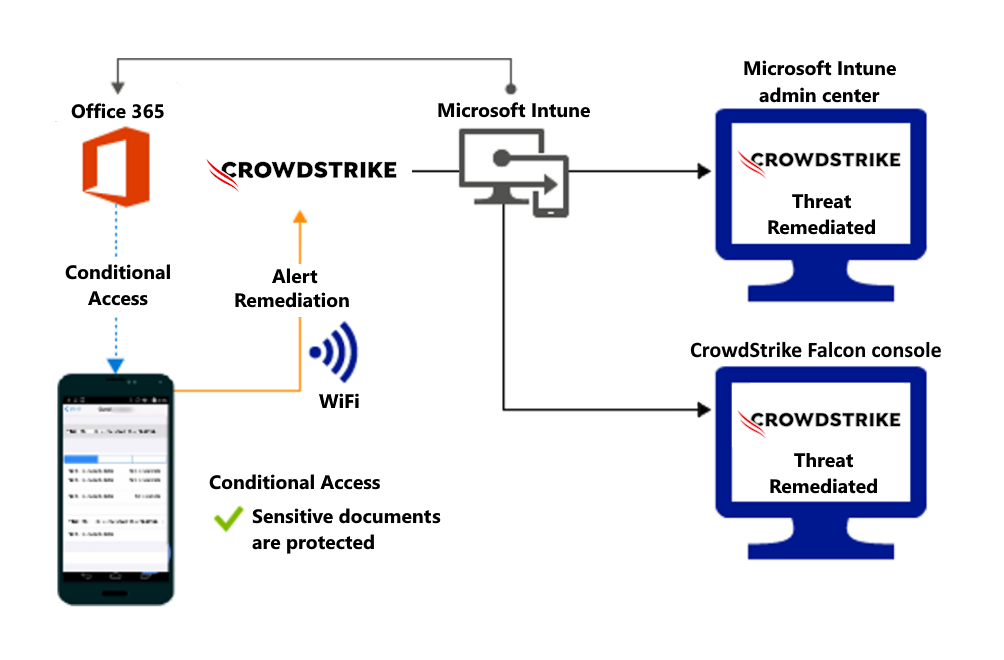 Office 365
Microsoft Intune
Microsoft Intune
admin center
CROWDSTRIKE
CROWDSTRIKE
Threat
Remediated
Conditional
Access
Alert
Remediation
WiFi
CrowdStrike Falcon console
CROWDSTRIKE
Threat
Remediated
Conditional Access
Sensitive documents
are protected